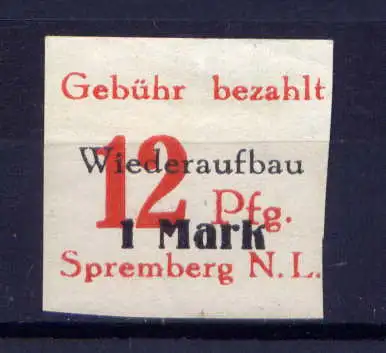 Gebühr bezahlt
Wiederaufbau
12 Pfg.
1 Mark
Spremberg N.L.